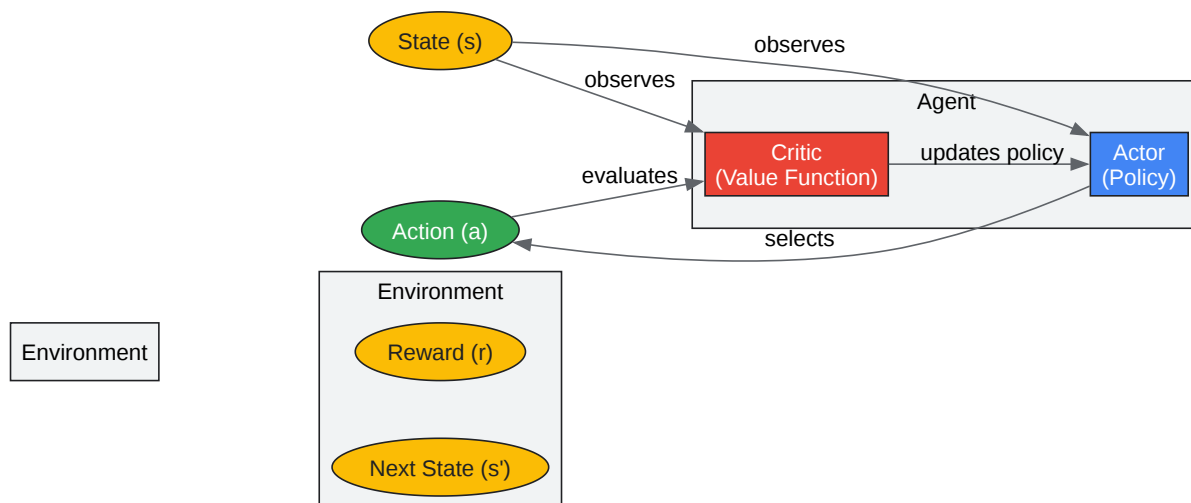 State (s)
observes
observes
Agent
Critic
(Value Function)
updates policy
Actor
(Policy)
evaluates
Action (a)
selects
Environment
Environment
Reward (r)
Next State (s')